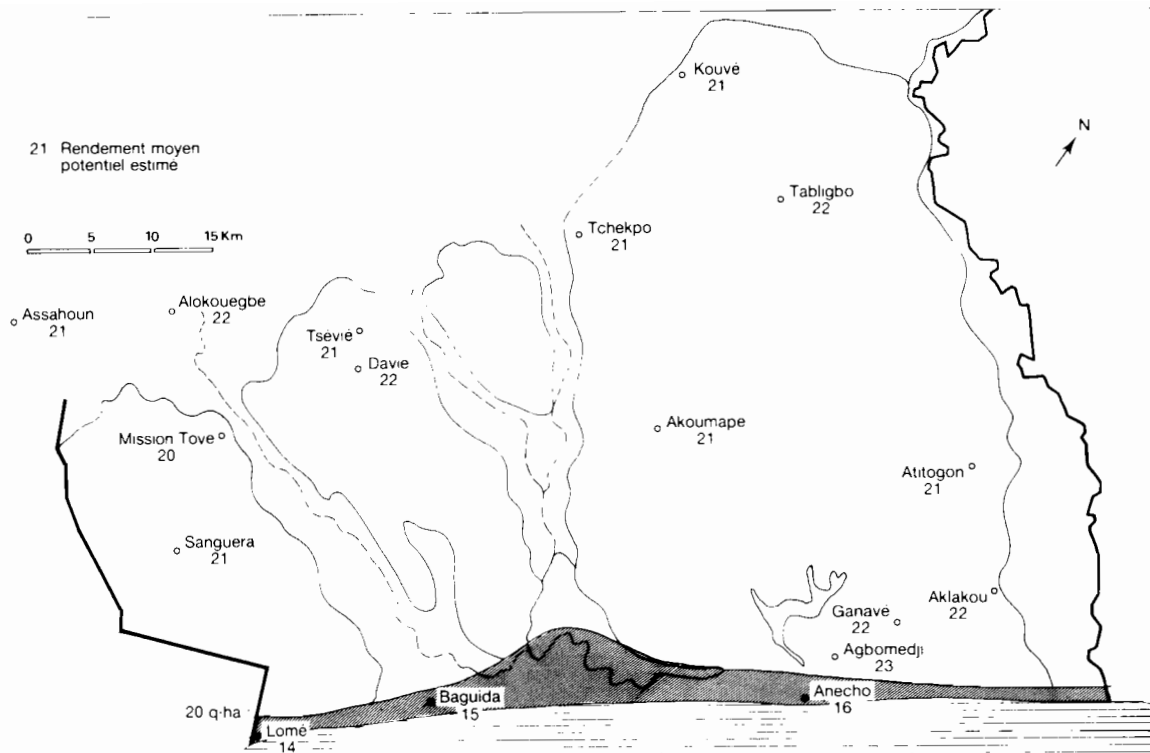 Kouvé
21
N
21 Rendement moyen
potentiel estimé
Tabligbo
22
Tchekpo
21
0 5 10 15 Km
Alokouegbe
22
Assahoun
21
Tsévié
21
Davie
22
Akoumape
21
Mission Tove
20
Atitogon
21
Sanguera
21
Aklakou
22
Ganavé
22
Agbomedji
23
Anecho
16
Baguida
15
20 q·ha
Lomé
14